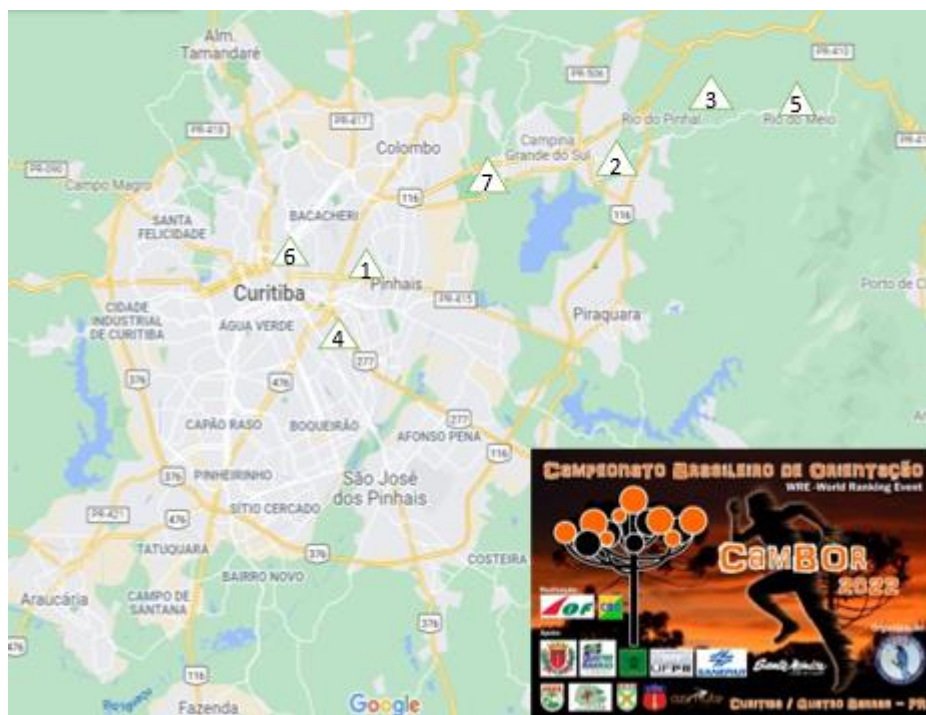 Alm.
Tamandaré
PR-410
PR-506
PR-417
PR-418
3
5
Rio do Pinhal
Rio do Meio
Colombo
Campina
Grande do Sul
2
PR-090
Campo Magro
7
116
116
SANTA
FELICIDADE
BACACHERI
6
1
Pinhais
Curitiba
PR-415
CIDADE
INDUSTRIAL
DE CURITIBA
ÁGUA VERDE
4
Piraquara
277
376
476
CAPÃO RASO
BOQUEIRÃO
AFONSO PENA
277
116
PINHEIRINHO
São José
dos Pinhais
SÍTIO CERCADO
PR-421
476
TATUQUARA
376
COSTEIRA
BAIRRO NOVO
Araucária
CAMPO DE
SANTANA
376
Fazenda
Google
CAMPEONATO BRASILEIRO DE ORIENTAÇÃO
WRE -World Ranking Event
CAMBOR
2022
IOF
CBO
UFPR
SANEPAR
CURITIBA / QUATRO BARRAS - PR